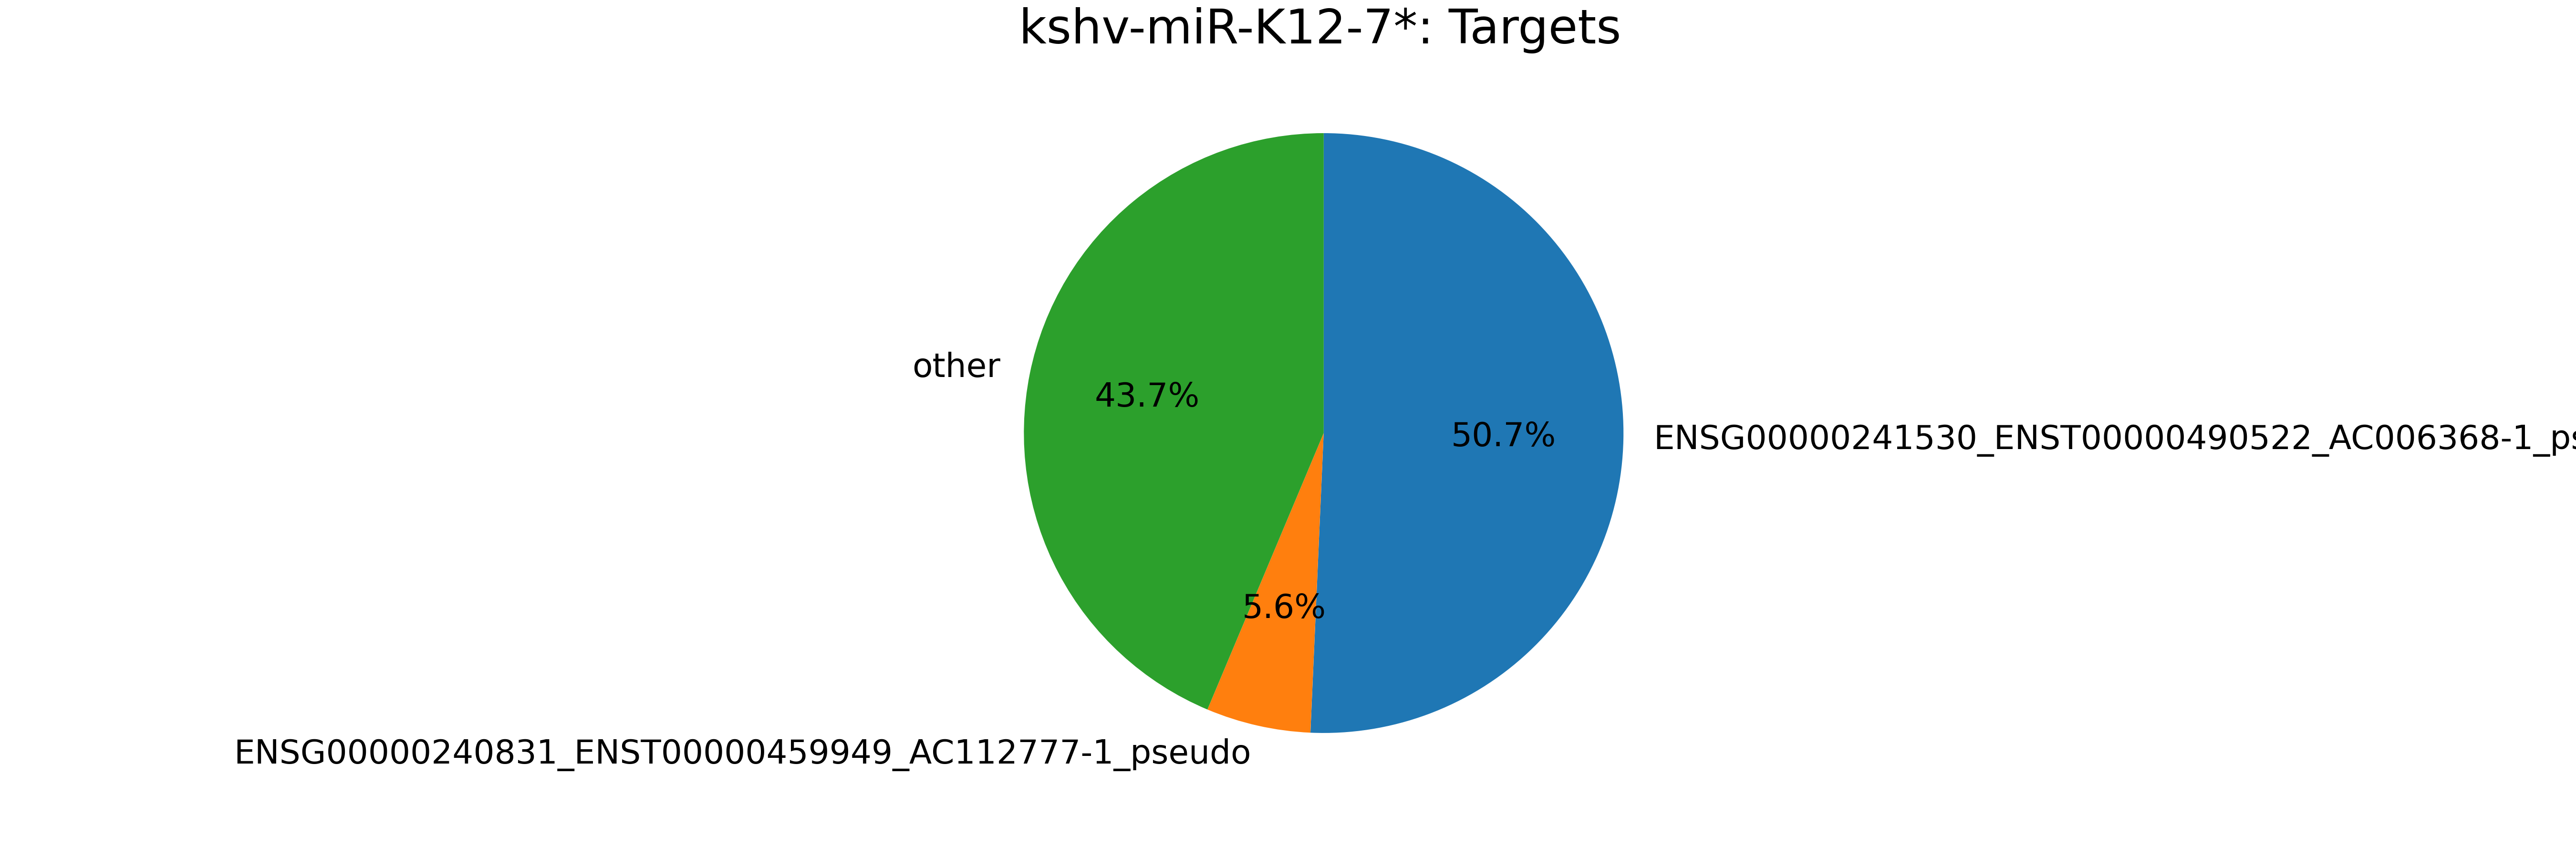 kshv-miR-K12-7*: Targets
other
43.7%
50.7%
ENSG00000241530_ENST00000490522_AC006368-1_ps
5.6%
ENSG00000240831_ENST00000459949_AC112777-1_pseudo